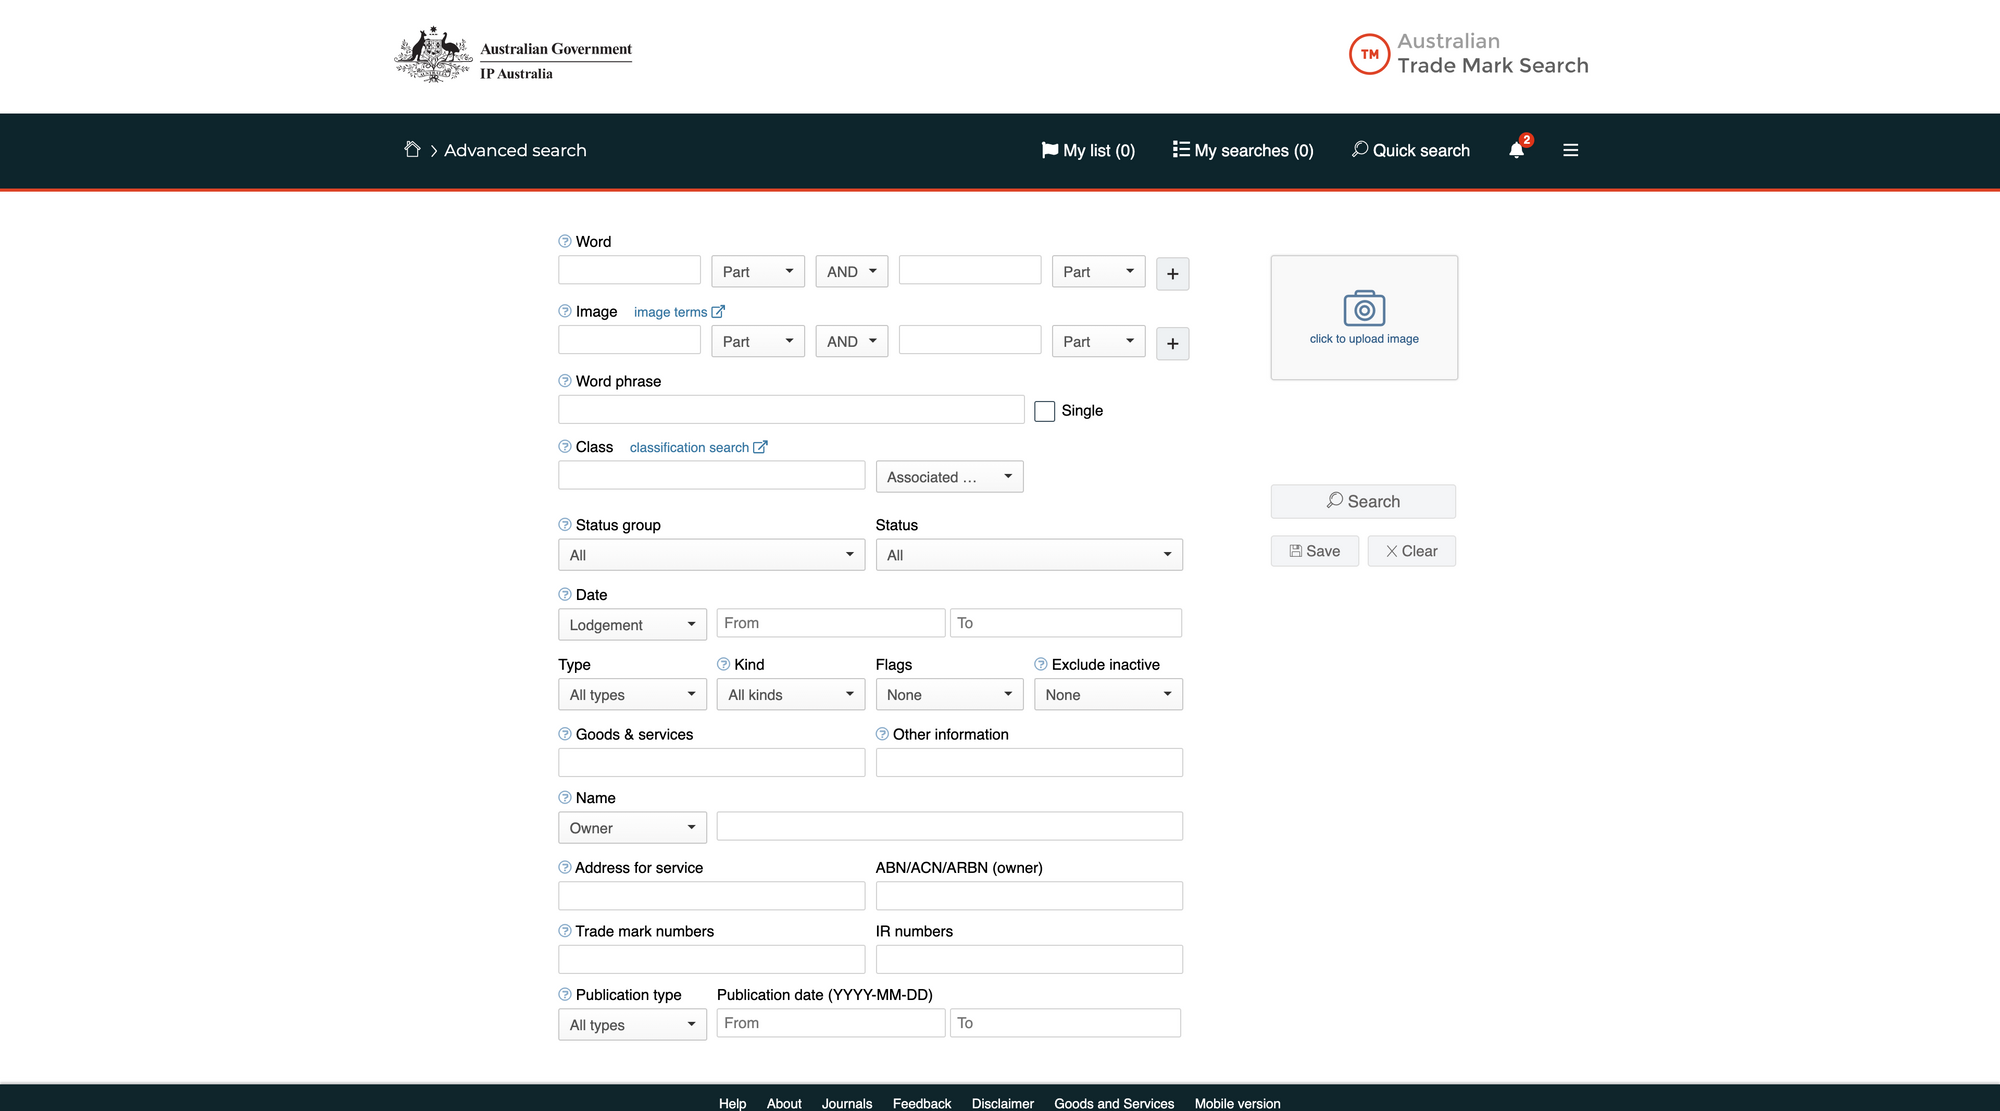 Australian Government
IP Australia
TM
Australian
Trade Mark Search
Advanced search
My list (0)
My searches (0)
Quick search
2
Word
Part
AND
Part
+
Image image terms
Part
AND
Part
+
click to upload image
Word phrase
Single
Class classification search
Associated ...
Search
Save
Clear
Status group
Status
All
All
Date
Lodgement
From
To
Type
Kind
Flags
Exclude inactive
All types
All kinds
None
None
Goods & services
Other information
Name
Owner
Address for service
ABN/ACN/ARBN (owner)
Trade mark numbers
IR numbers
Publication type
Publication date (YYYY-MM-DD)
All types
From
To
Help About Journals Feedback Disclaimer Goods and Services Mobile version